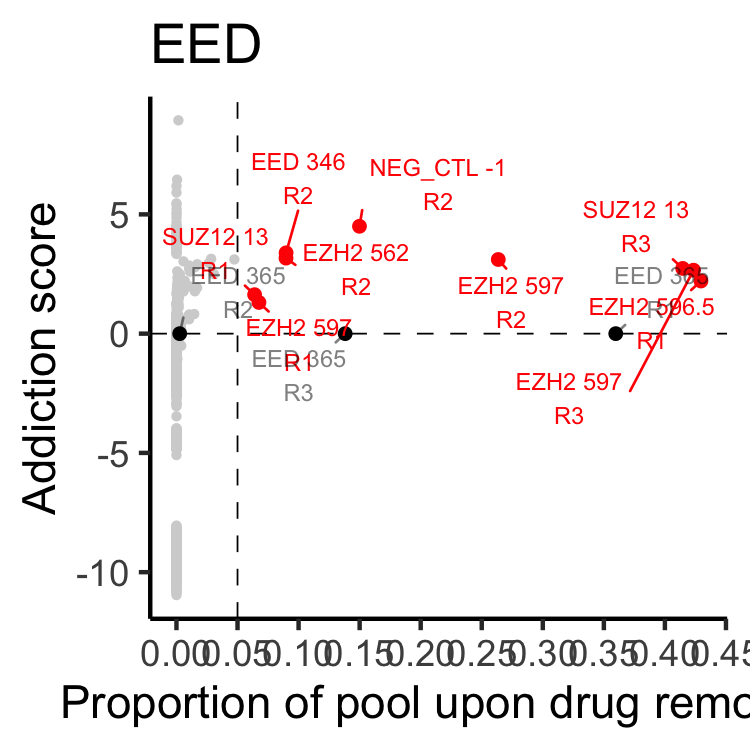 EED
Addiction score
5
0
-5
-10
EED 346
R2
NEG_CTL -1
R2
SUZ12 13
R1
EZH2 562
R2
EED 365
R2
EZH2 597
R1
EED 365
R3
EZH2 597
R2
SUZ12 13
R3
EED 365
R1
EZH2 596.5
R1
EZH2 597
R3
0.00 0.05 0.10 0.15 0.20 0.25 0.30 0.35 0.40 0.45
Proportion of pool upon drug remo